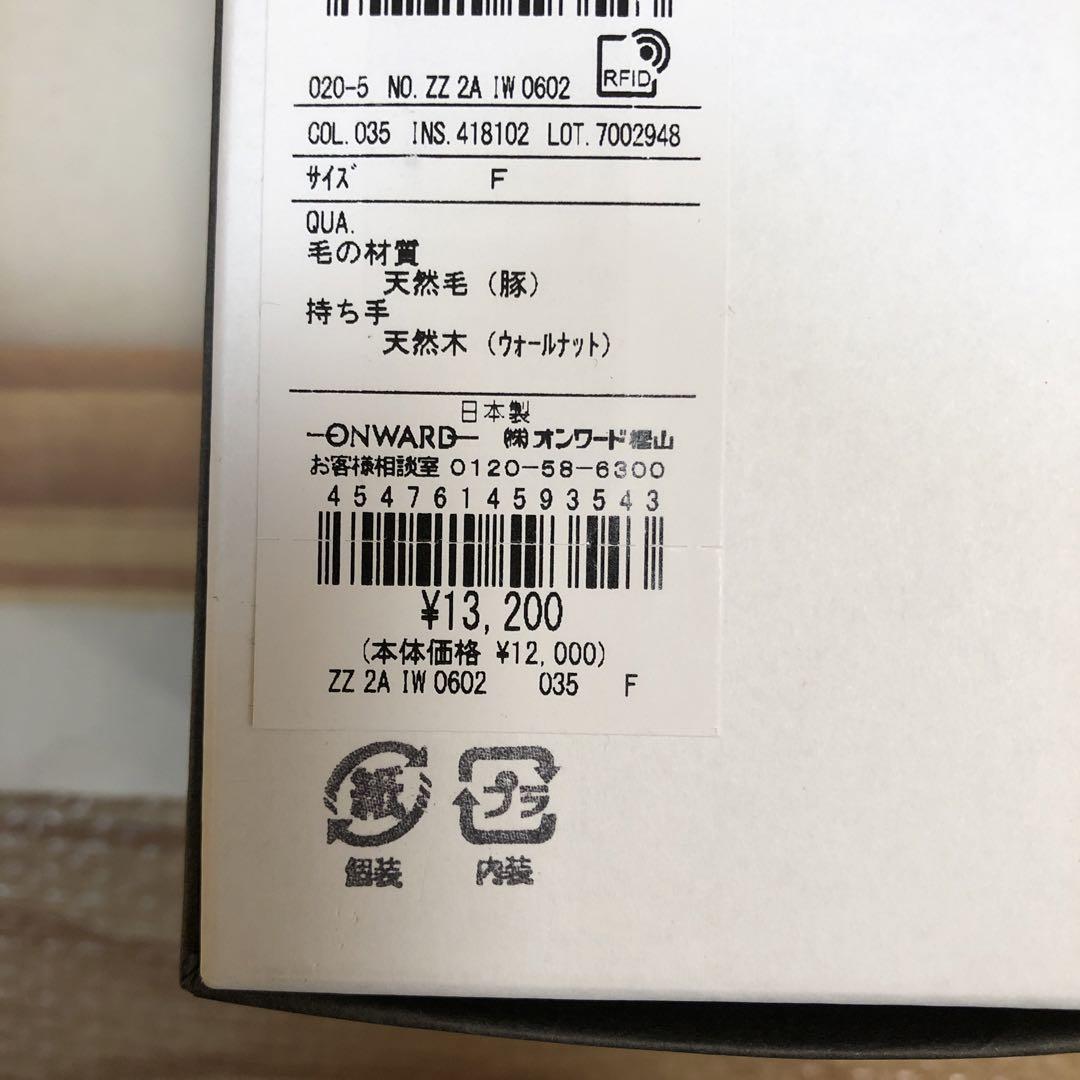 RFID
020-5 NO. ZZ 2A IW 0602
COL. 035 INS. 418102 LOT. 7002948
サイズ F
QUA.
毛の材質
天然毛（豚）
持ち手
天然木（ウォールナット）
日本製
ONWARD ㈱オンワード樫山
お客様相談室 0120-58-6300
4547614593543
¥13,200
(本体価格 ¥12,000)
ZZ 2A IW 0602 035 F
紙 プラ
個装 内装